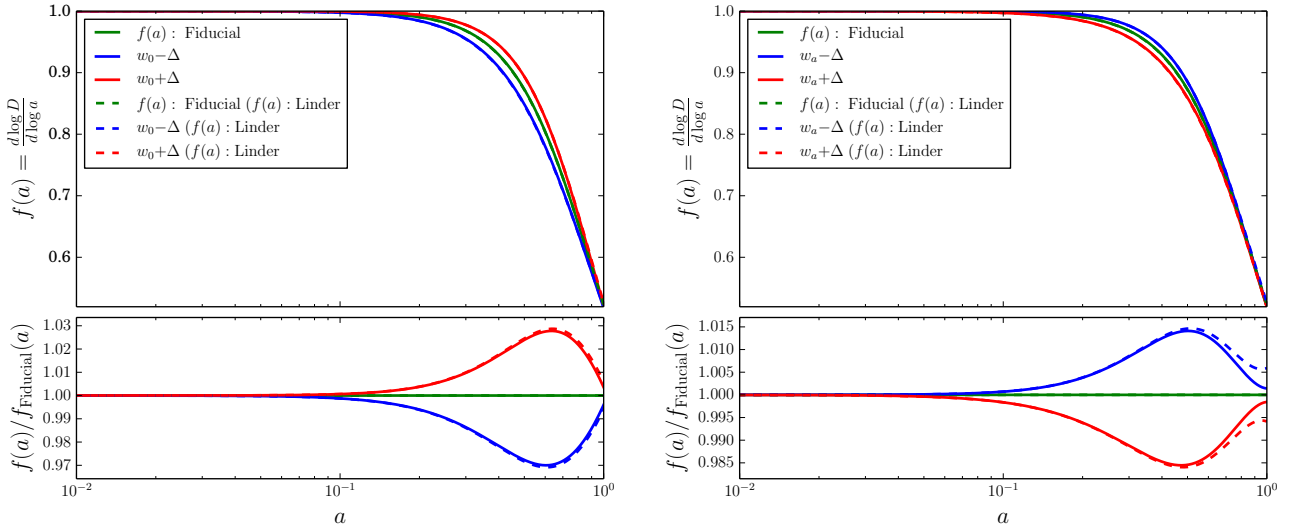 f(a) = d log D / d log a
1.0
0.9
0.8
0.7
0.6
f(a) : Fiducial
w₀−Δ
w₀+Δ
f(a) : Fiducial (f(a) : Linder
w₀−Δ (f(a) : Linder
w₀+Δ (f(a) : Linder
f(a)/f_Fiducial(a)
1.03
1.02
1.01
1.00
0.99
0.98
0.97
10⁻²
10⁻¹
10⁰
a
f(a) = d log D / d log a
1.0
0.9
0.8
0.7
0.6
f(a) : Fiducial
wₐ−Δ
wₐ+Δ
f(a) : Fiducial (f(a) : Linder
wₐ−Δ (f(a) : Linder
wₐ+Δ (f(a) : Linder
f(a)/f_Fiducial(a)
1.015
1.010
1.005
1.000
0.995
0.990
0.985
10⁻²
10⁻¹
10⁰
a